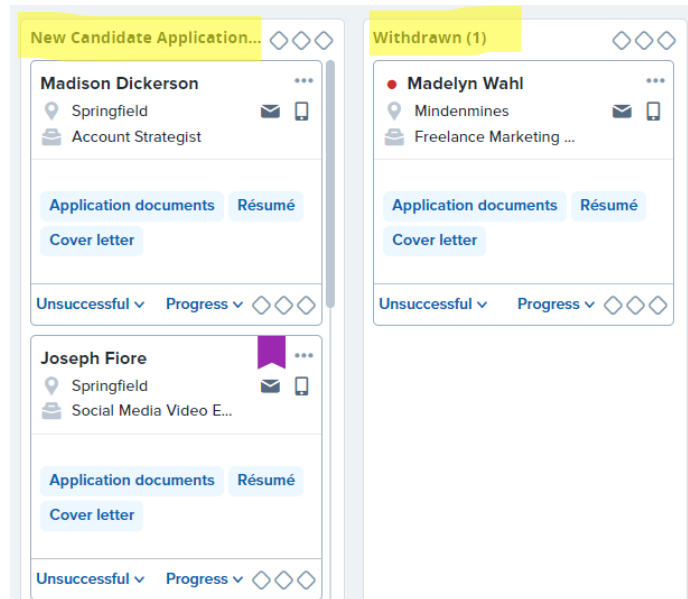 New Candidate Application...
Madison Dickerson
Springfield
Account Strategist
Application documents Résumé
Cover letter
Unsuccessful Progress
Joseph Fiore
Springfield
Social Media Video E...
Application documents Résumé
Cover letter
Unsuccessful Progress
Withdrawn (1)
Madelyn Wahl
Mindenmines
Freelance Marketing ...
Application documents Résumé
Cover letter
Unsuccessful Progress